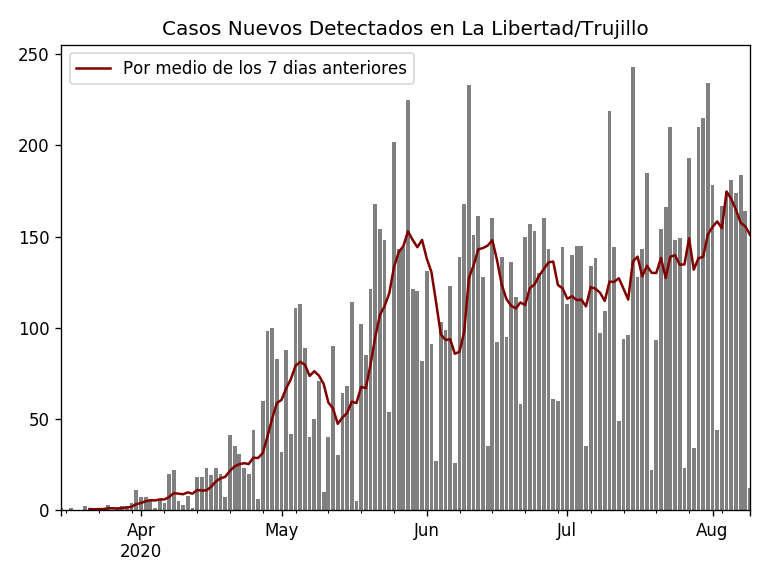 Casos Nuevos Detectados en La Libertad/Trujillo
Por medio de los 7 dias anteriores
250
200
150
100
50
0
Apr
2020
May
Jun
Jul
Aug